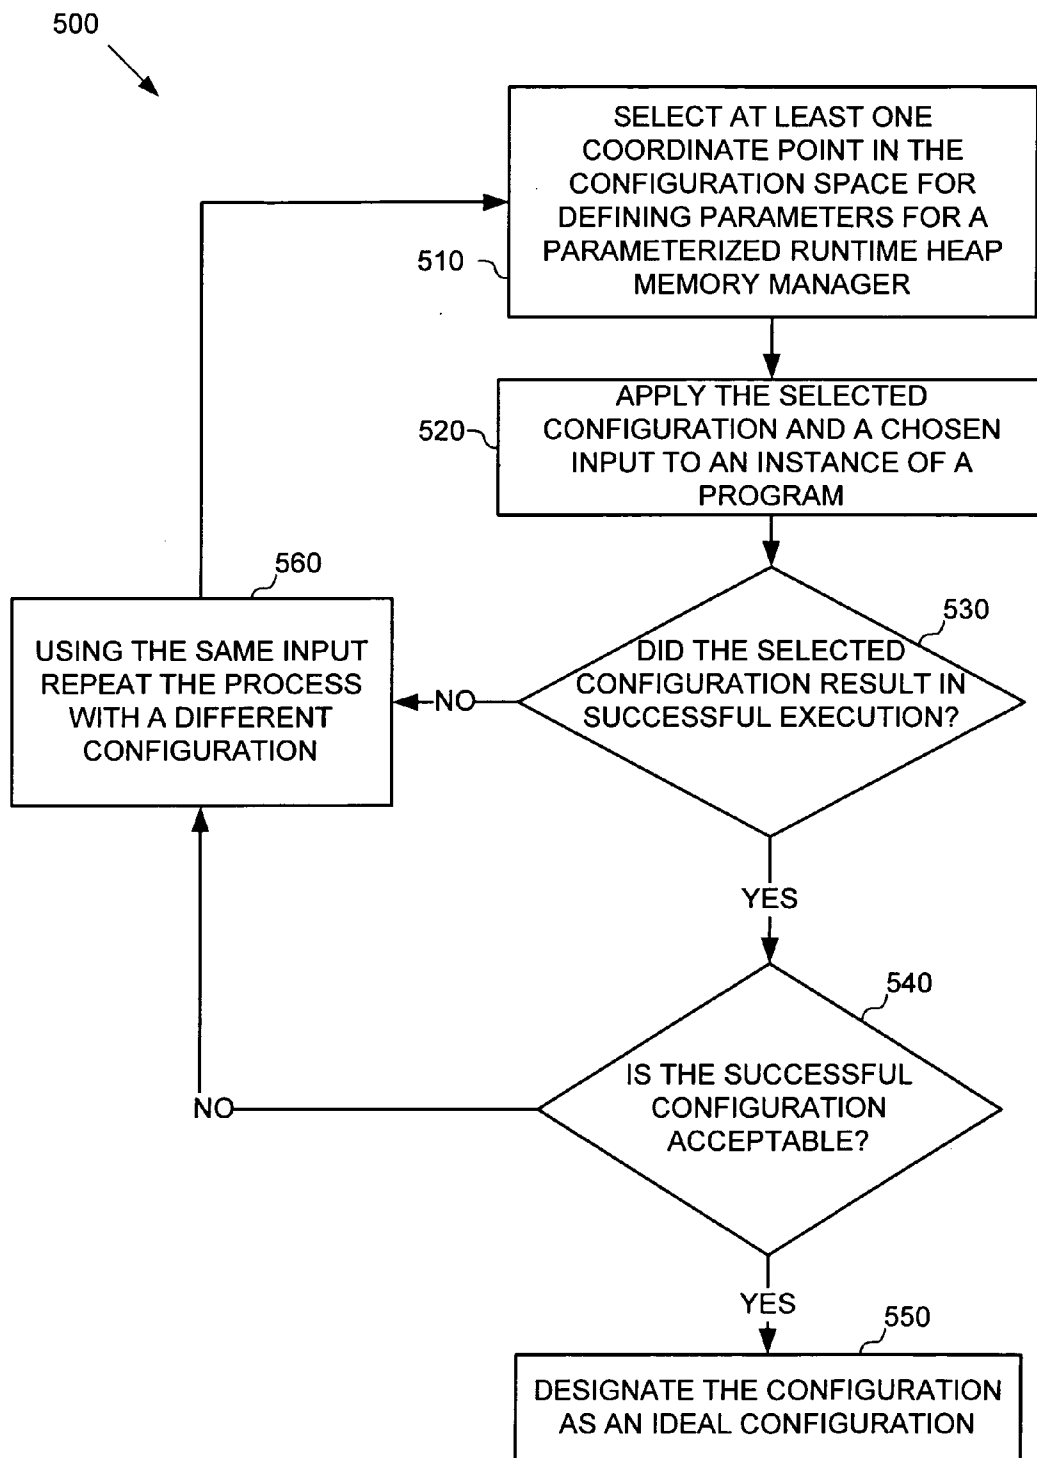 500
SELECT AT LEAST ONE
COORDINATE POINT IN THE
CONFIGURATION SPACE FOR
DEFINING PARAMETERS FOR A
PARAMETERIZED RUNTIME HEAP
MEMORY MANAGER
510
APPLY THE SELECTED
CONFIGURATION AND A CHOSEN
INPUT TO AN INSTANCE OF A
PROGRAM
520
530
DID THE SELECTED
CONFIGURATION RESULT IN
SUCCESSFUL EXECUTION?
NO
560
USING THE SAME INPUT
REPEAT THE PROCESS
WITH A DIFFERENT
CONFIGURATION
YES
540
IS THE SUCCESSFUL
CONFIGURATION
ACCEPTABLE?
NO
YES
550
DESIGNATE THE CONFIGURATION
AS AN IDEAL CONFIGURATION